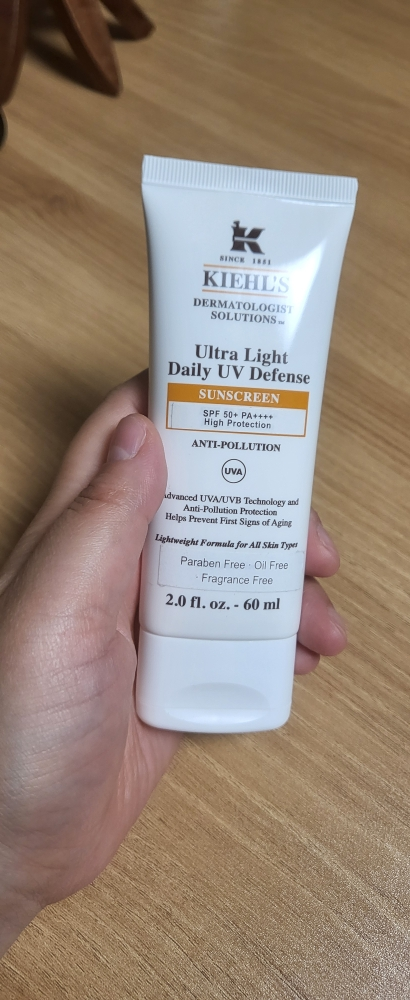 K
SINCE 1851
KIEHL'S
DERMATOLOGIST
SOLUTIONS™
Ultra Light
Daily UV Defense
SUNSCREEN
SPF 50+ PA++++
High Protection
ANTI-POLLUTION
UVA
Advanced UVA/UVB Technology and
Anti-Pollution Protection
Helps Prevent First Signs of Aging
Lightweight Formula for All Skin Types
Paraben Free · Oil Free
· Fragrance Free
2.0 fl. oz. - 60 ml